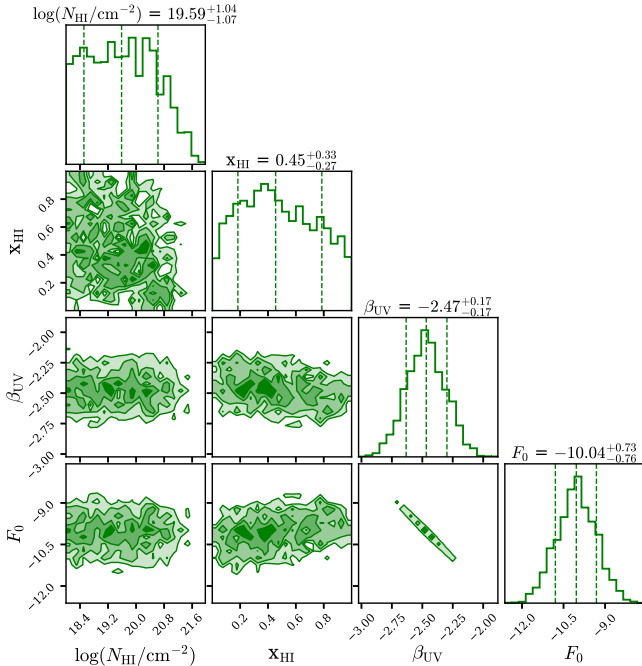 log(N_HI/cm^−2) = 19.59^+1.04_−1.07
x_HI = 0.45^+0.33_−0.27
0.8
0.6
0.4
0.2
x_HI
β_UV = −2.47^+0.17_−0.17
−2.00
−2.25
−2.50
−2.75
−3.00
β_UV
F_0 = −10.04^+0.73_−0.76
−9.0
−10.5
−12.0
F_0
18.4 19.2 20.0 20.8 21.6
0.2 0.4 0.6 0.8
−3.00 −2.75 −2.50 −2.25 −2.00
−12.0 −10.5 −9.0
log(N_HI/cm^−2) x_HI β_UV F_0